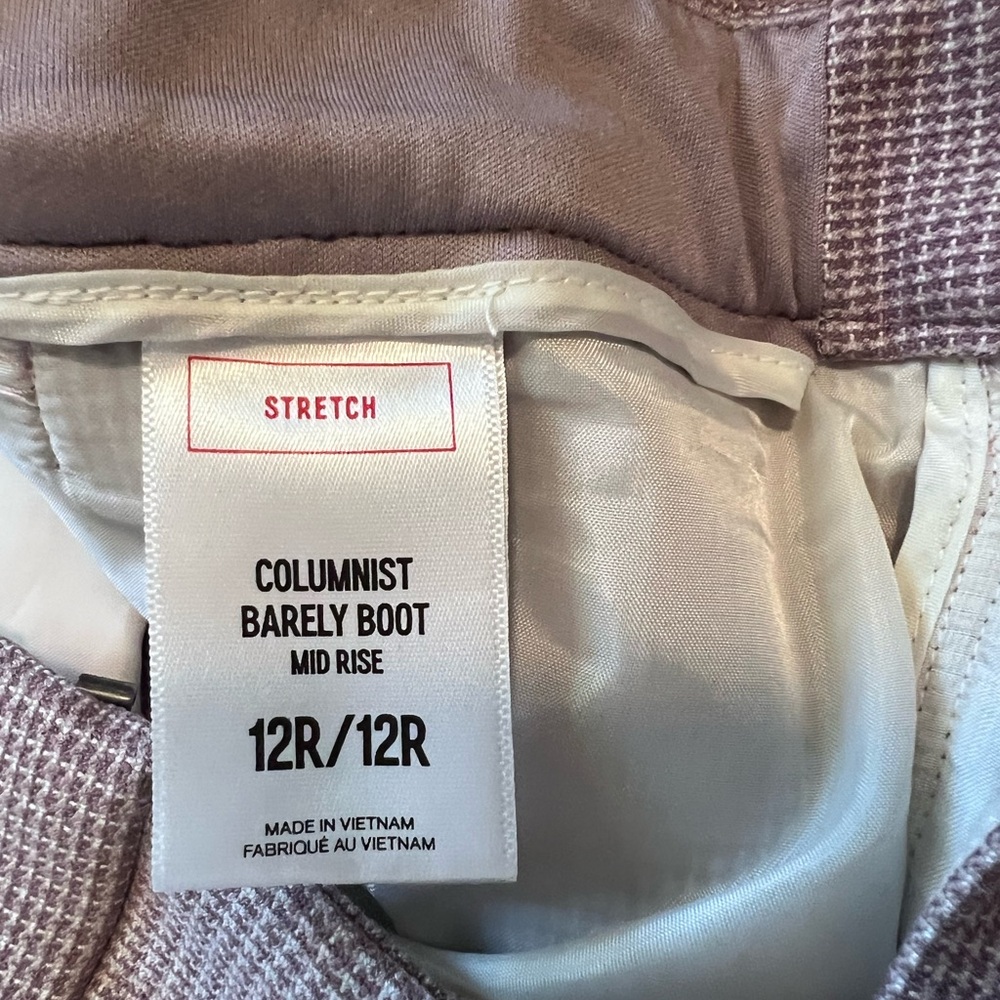 STRETCH
COLUMNIST
BARELY BOOT
MID RISE
12R/12R
MADE IN VIETNAM
FABRIQUÉ AU VIETNAM